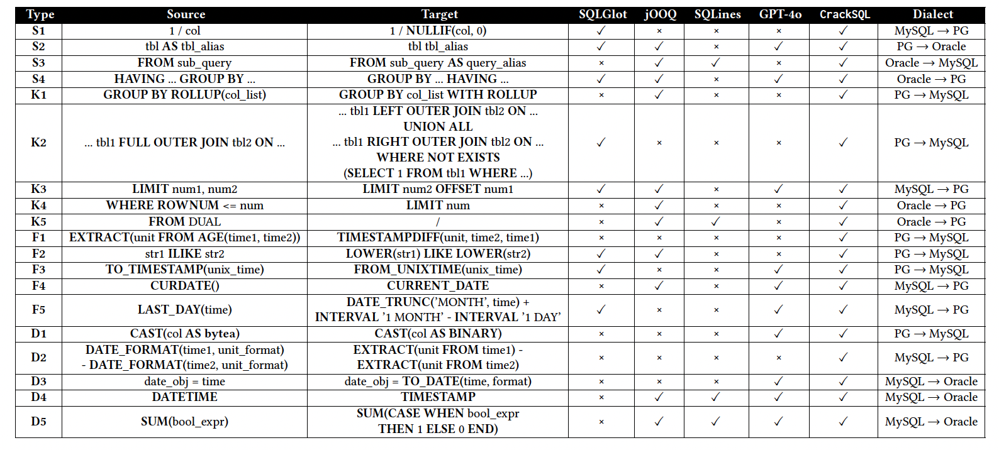 Type Source Target SQLGlot jOOQ SQLines GPT-4o CrackSQL Dialect
S1 1 / col 1 / NULLIF(col, 0) ✓ × × × ✓ MySQL → PG
S2 tbl AS tbl_alias tbl tbl_alias ✓ ✓ × ✓ ✓ PG → Oracle
S3 FROM sub_query FROM sub_query AS query_alias × ✓ ✓ × ✓ Oracle → MySQL
S4 HAVING ... GROUP BY ... GROUP BY ... HAVING ... ✓ ✓ × ✓ ✓ Oracle → PG
K1 GROUP BY ROLLUP(col_list) GROUP BY col_list WITH ROLLUP × ✓ × × ✓ PG → MySQL
... tbl1 LEFT OUTER JOIN tbl2 ON ...
UNION ALL
K2 ... tbl1 FULL OUTER JOIN tbl2 ON ... ... tbl1 RIGHT OUTER JOIN tbl2 ON ... ✓ × × × ✓ PG → MySQL
WHERE NOT EXISTS
(SELECT 1 FROM tbl1 WHERE ...)
K3 LIMIT num1, num2 LIMIT num2 OFFSET num1 ✓ ✓ × ✓ ✓ MySQL → PG
K4 WHERE ROWNUM <= num LIMIT num × ✓ × × ✓ Oracle → PG
K5 FROM DUAL / × ✓ ✓ × ✓ Oracle → PG
F1 EXTRACT(unit FROM AGE(time1, time2)) TIMESTAMPDIFF(unit, time2, time1) × × × × ✓ PG → MySQL
F2 str1 ILIKE str2 LOWER(str1) LIKE LOWER(str2) ✓ ✓ × × ✓ PG → MySQL
F3 TO_TIMESTAMP(unix_time) FROM_UNIXTIME(unix_time) ✓ × × ✓ ✓ PG → MySQL
F4 CURDATE() CURRENT_DATE × ✓ × ✓ ✓ MySQL → PG
F5 LAST_DAY(time) DATE_TRUNC(’MONTH’, time) + ✓ × × ✓ ✓ MySQL → PG
INTERVAL ’1 MONTH’ - INTERVAL ’1 DAY’
D1 CAST(col AS bytea) CAST(col AS BINARY) × × × ✓ ✓ PG → MySQL
D2 DATE_FORMAT(time1, unit_format) EXTRACT(unit FROM time1) - × × × × ✓ MySQL → PG
- DATE_FORMAT(time2, unit_format) EXTRACT(unit FROM time2)
D3 date_obj = time date_obj = TO_DATE(time, format) × × × ✓ ✓ MySQL → Oracle
D4 DATETIME TIMESTAMP × ✓ ✓ ✓ ✓ MySQL → Oracle
D5 SUM(bool_expr) SUM(CASE WHEN bool_expr × ✓ ✓ ✓ ✓ MySQL → Oracle
THEN 1 ELSE 0 END)